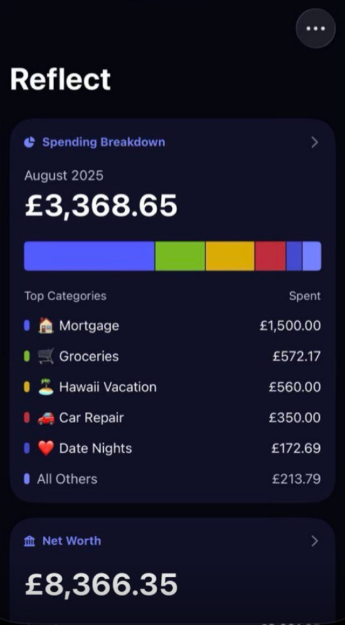 Reflect
Spending Breakdown
August 2025
£3,368.65
Top Categories Spent
Mortgage £1,500.00
Groceries £572.17
Hawaii Vacation £560.00
Car Repair £350.00
Date Nights £172.69
All Others £213.79
Net Worth
£8,366.35